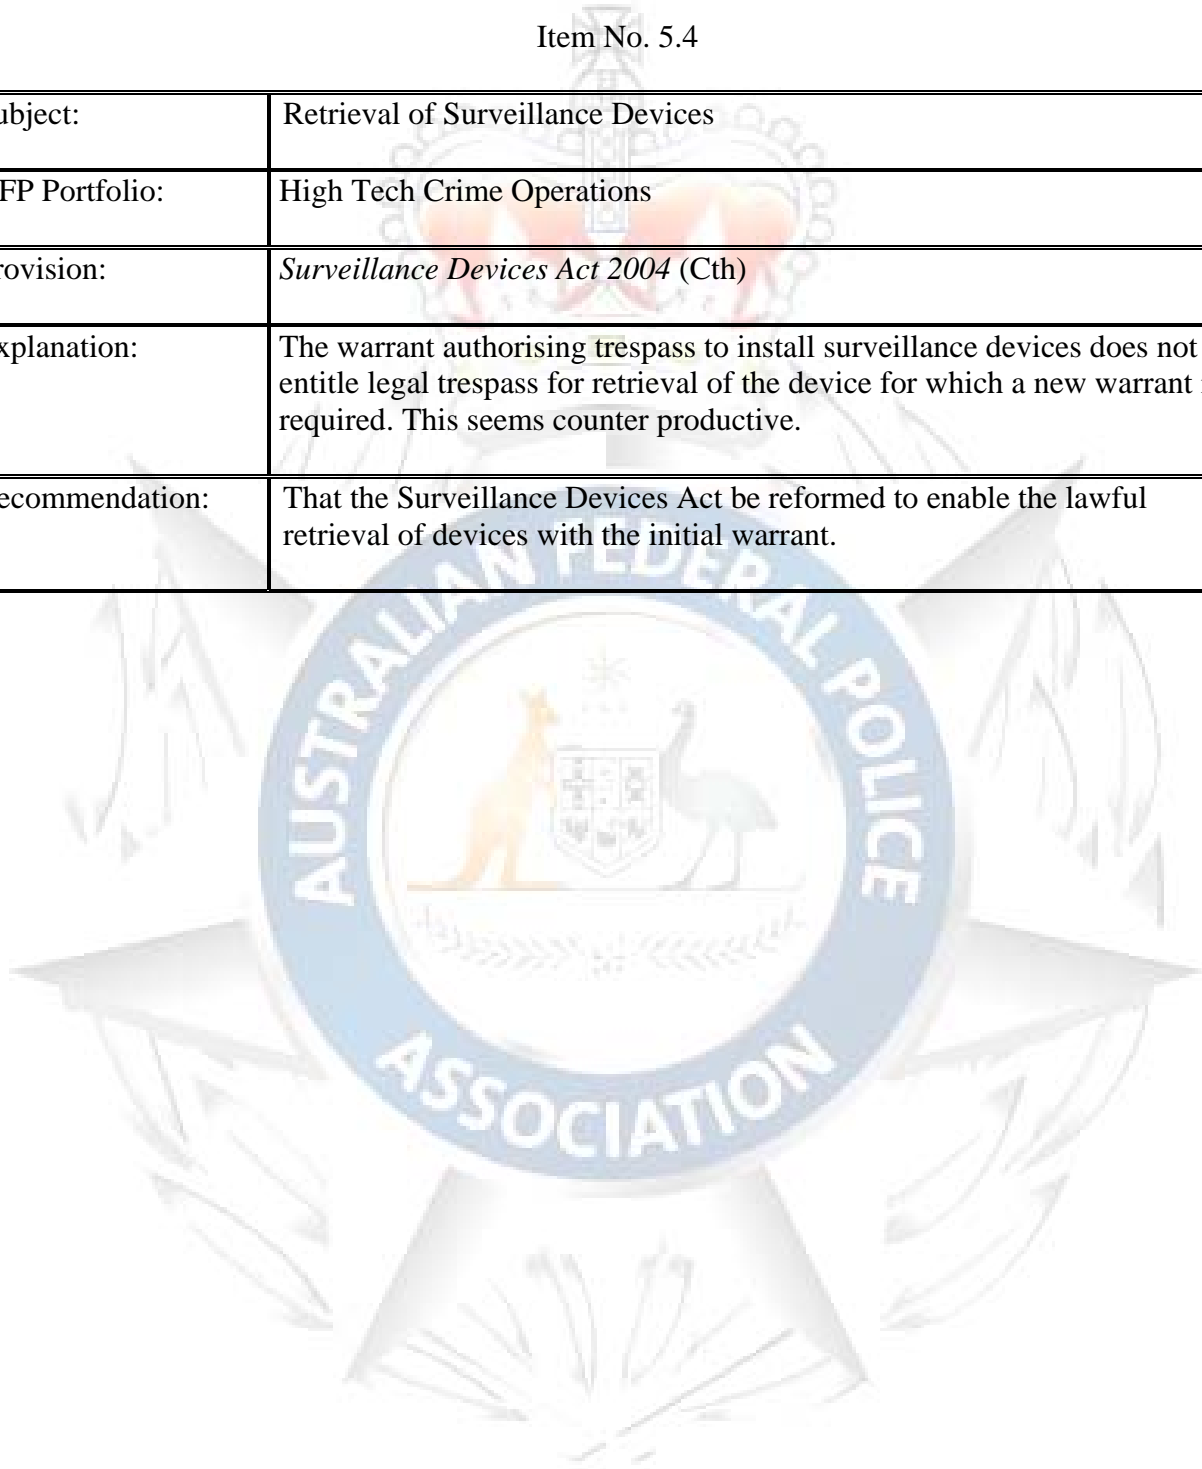 Item No. 5.4
ubject:
Retrieval of Surveillance Devices
FP Portfolio:
High Tech Crime Operations
rovision:
Surveillance Devices Act 2004 (Cth)
xplanation:
The warrant authorising trespass to install surveillance devices does not
entitle legal trespass for retrieval of the device for which a new warrant
required. This seems counter productive.
ecommendation:
That the Surveillance Devices Act be reformed to enable the lawful
retrieval of devices with the initial warrant.
AUSTRALIAN FEDERAL POLICE
ASSOCIATION